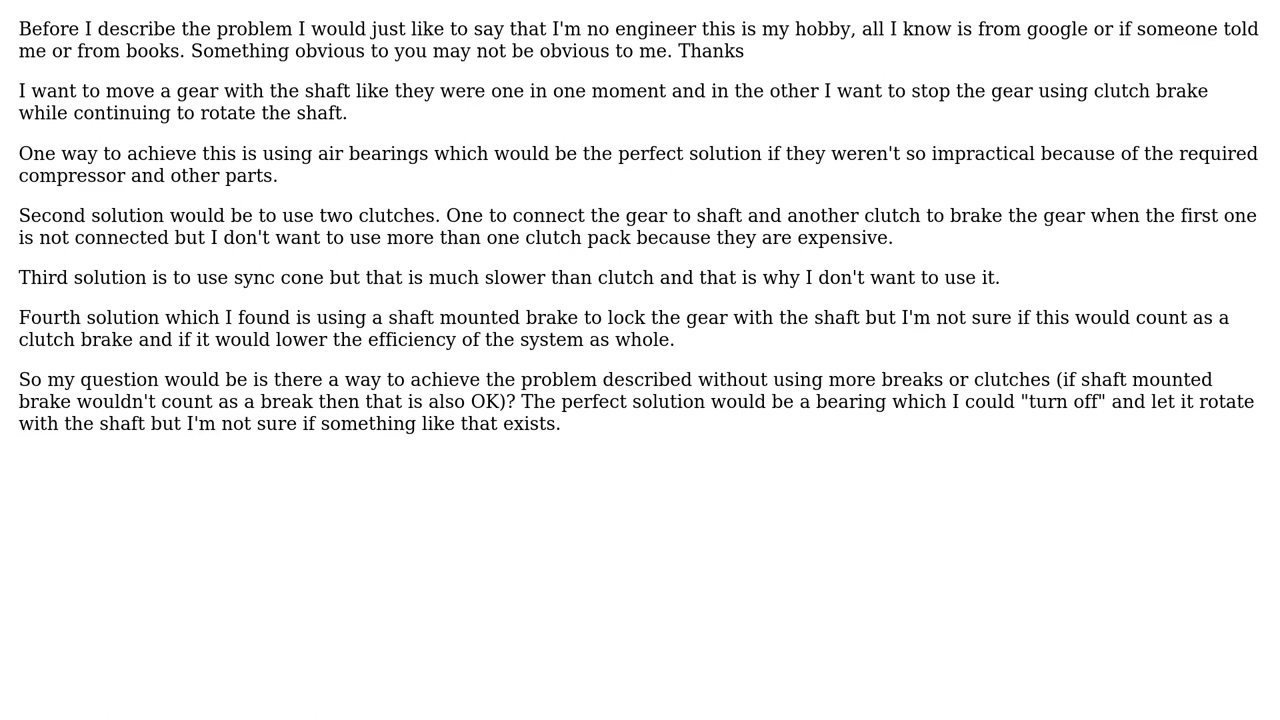 Before I describe the problem I would just like to say that I'm no engineer this is my hobby, all I know is from google or if someone told
me or from books. Something obvious to you may not be obvious to me. Thanks
I want to move a gear with the shaft like they were one in one moment and in the other I want to stop the gear using clutch brake
while continuing to rotate the shaft.
One way to achieve this is using air bearings which would be the perfect solution if they weren't so impractical because of the required
compressor and other parts.
Second solution would be to use two clutches. One to connect the gear to shaft and another clutch to brake the gear when the first one
is not connected but I don't want to use more than one clutch pack because they are expensive.
Third solution is to use sync cone but that is much slower than clutch and that is why I don't want to use it.
Fourth solution which I found is using a shaft mounted brake to lock the gear with the shaft but I'm not sure if this would count as a
clutch brake and if it would lower the efficiency of the system as whole.
So my question would be is there a way to achieve the problem described without using more breaks or clutches (if shaft mounted
brake wouldn't count as a break then that is also OK)? The perfect solution would be a bearing which I could "turn off" and let it rotate
with the shaft but I'm not sure if something like that exists.